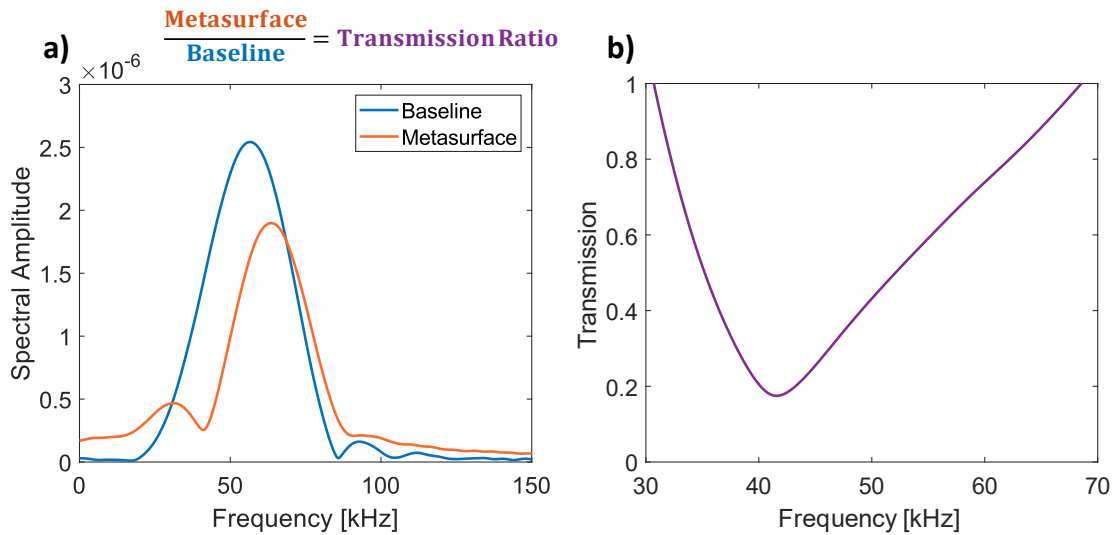 Metasurface
Baseline
= Transmission Ratio
a)
×10-6
3
2.5
2
1.5
1
0.5
0
Spectral Amplitude
Baseline
Metasurface
0
50
100
150
Frequency [kHz]
b)
1
0.8
0.6
0.4
0.2
0
Transmission
30
40
50
60
70
Frequency [kHz]